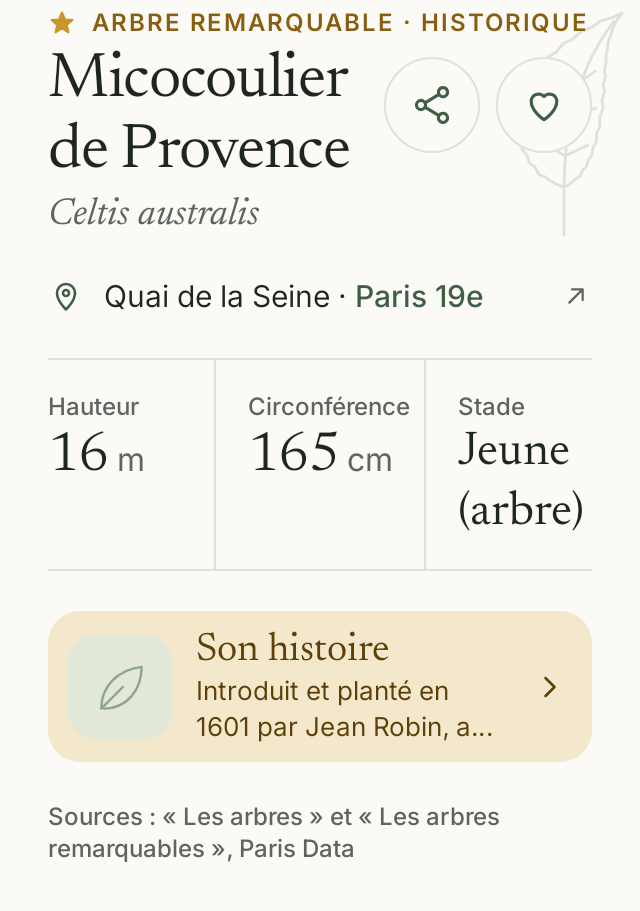 ARBRE REMARQUABLE · HISTORIQUE
Micocoulier
de Provence
Celtis australis
Quai de la Seine · Paris 19e
Hauteur
16 m
Circonférence
165 cm
Stade
Jeune
(arbre)
Son histoire
Introduit et planté en
1601 par Jean Robin, a...
Sources : « Les arbres » et « Les arbres
remarquables », Paris Data